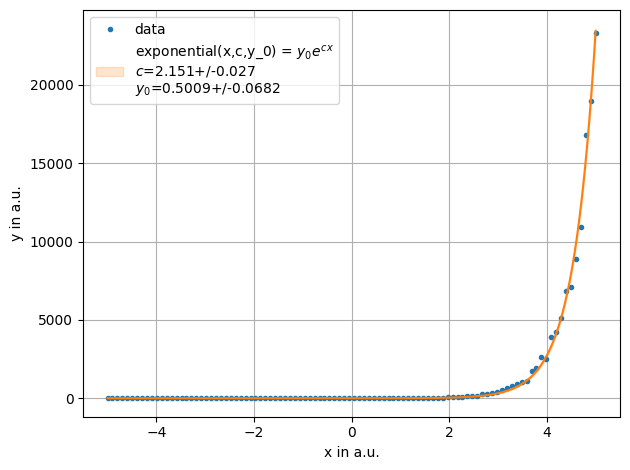 data
exponential(x,c,y_0) = y₀eᶜˣ
c=2.151+/-0.027
y₀=0.5009+/-0.0682
20000
15000
10000
5000
0
y in a.u.
−4
−2
0
2
4
x in a.u.